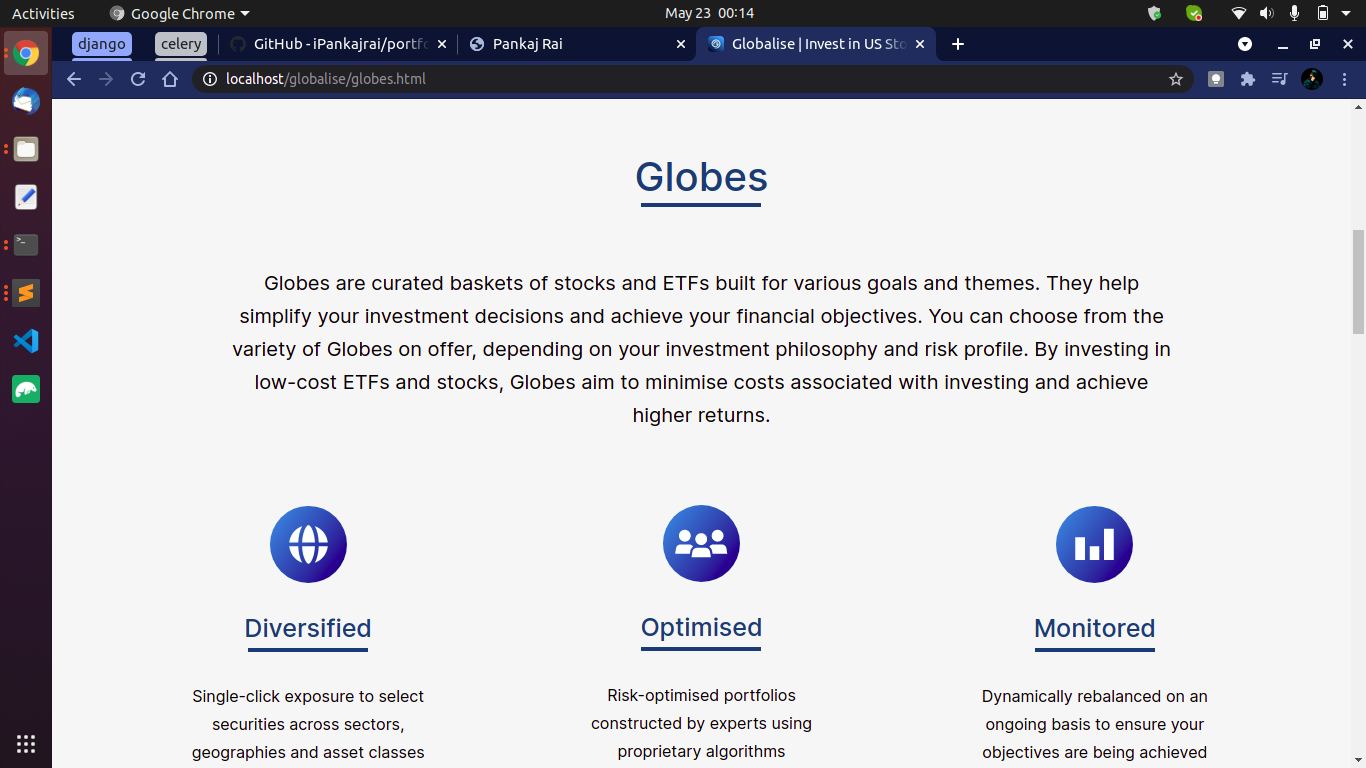 Activities
Google Chrome
May 23 00:14
django
celery
GitHub - iPankajrai/portfo
Pankaj Rai
Globalise | Invest in US Sto
localhost/globalise/globes.html
Globes
Globes are curated baskets of stocks and ETFs built for various goals and themes. They help
simplify your investment decisions and achieve your financial objectives. You can choose from the
variety of Globes on offer, depending on your investment philosophy and risk profile. By investing in
low-cost ETFs and stocks, Globes aim to minimise costs associated with investing and achieve
higher returns.
Diversified
Single-click exposure to select
securities across sectors,
geographies and asset classes
Optimised
Risk-optimised portfolios
constructed by experts using
proprietary algorithms
Monitored
Dynamically rebalanced on an
ongoing basis to ensure your
objectives are being achieved